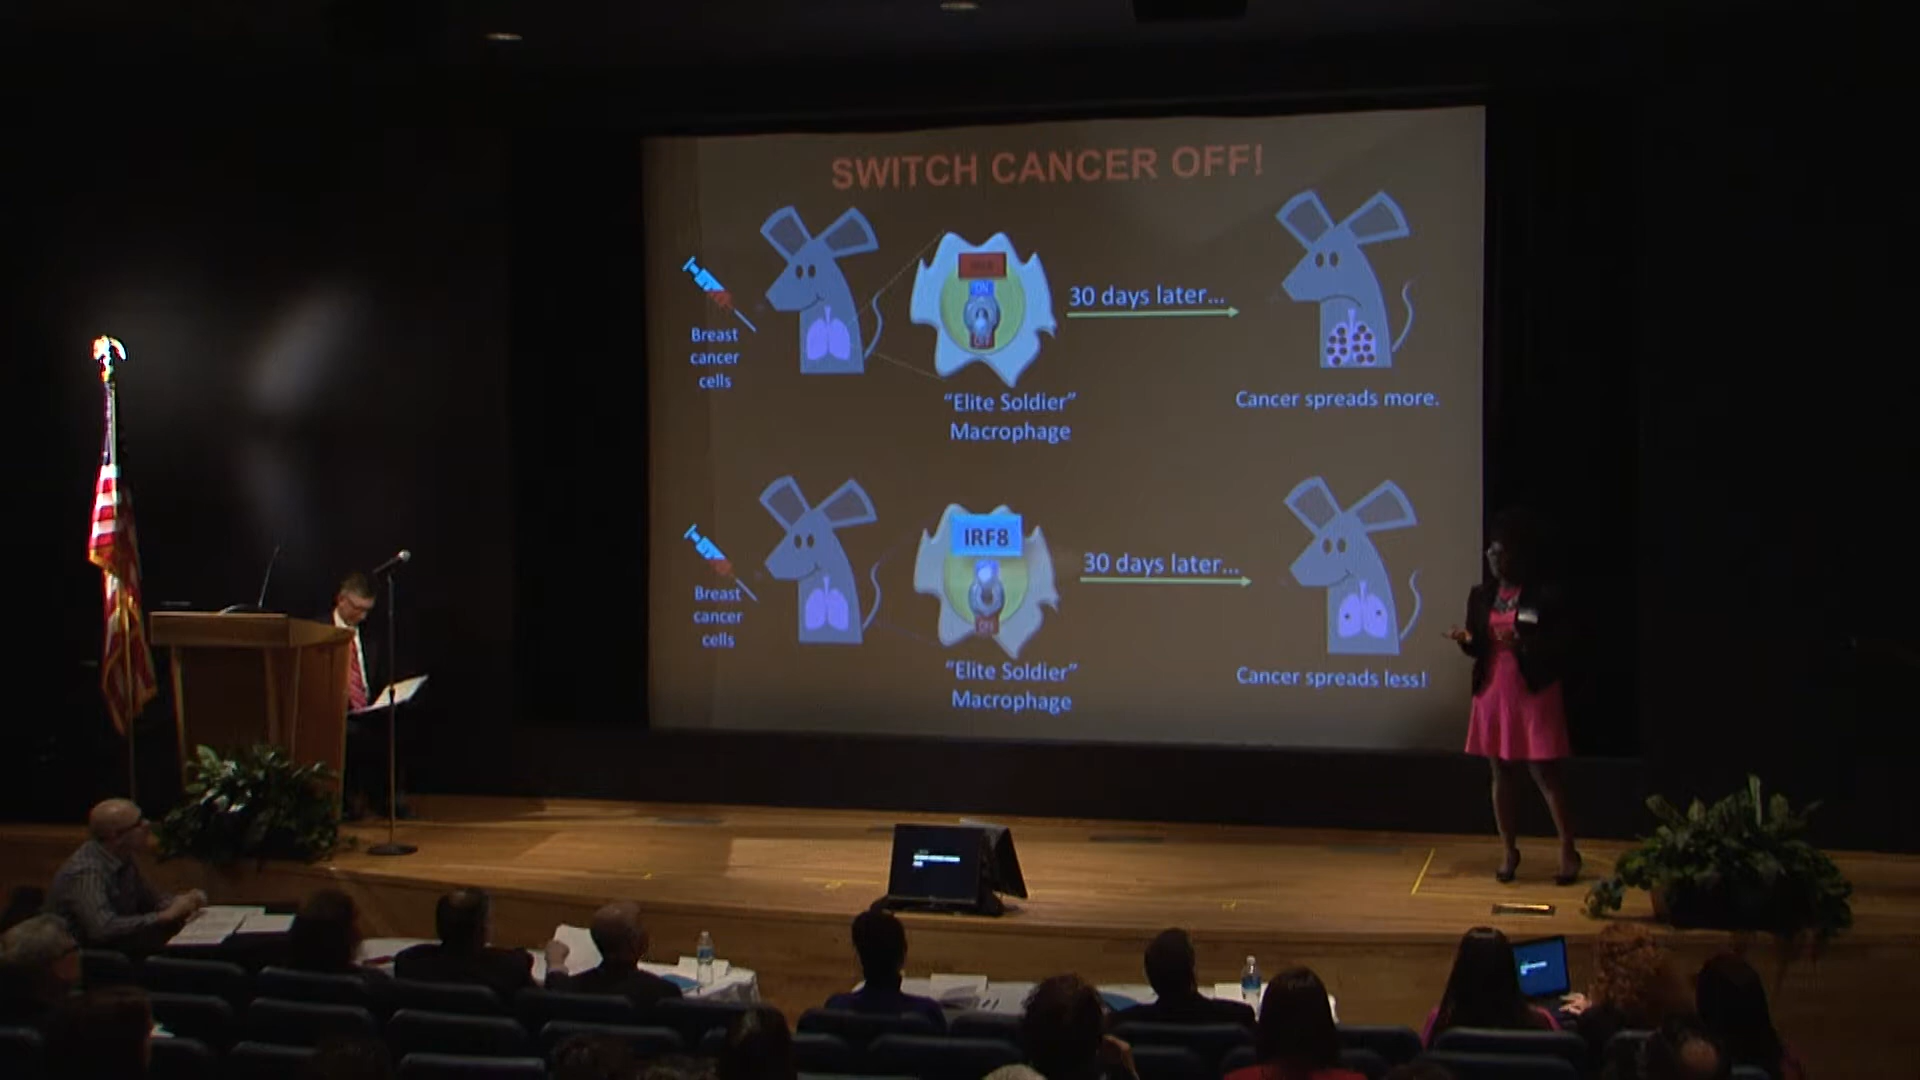 SWITCH CANCER OFF!
ON
OFF
30 days later...
Breast
cancer
cells
"Elite Soldier"
Macrophage
Cancer spreads more.
IRF8
OFF
30 days later...
Breast
cancer
cells
"Elite Soldier"
Macrophage
Cancer spreads less!